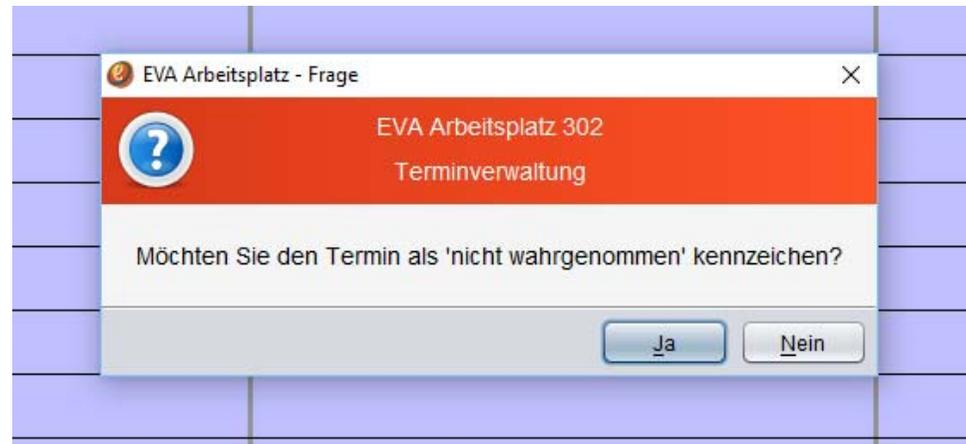 EVA Arbeitsplatz - Frage
EVA Arbeitsplatz 302
Terminverwaltung
Möchten Sie den Termin als 'nicht wahrgenommen' kennzeichen?
Ja Nein